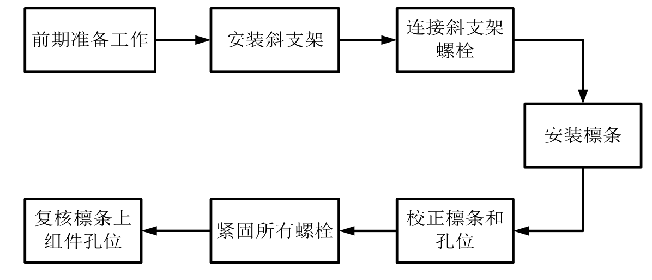 前期准备工作
安装斜支架
连接斜支架
螺栓
安装檩条
校正檩条和
孔位
紧固所有螺栓
复核檩条上
组件孔位